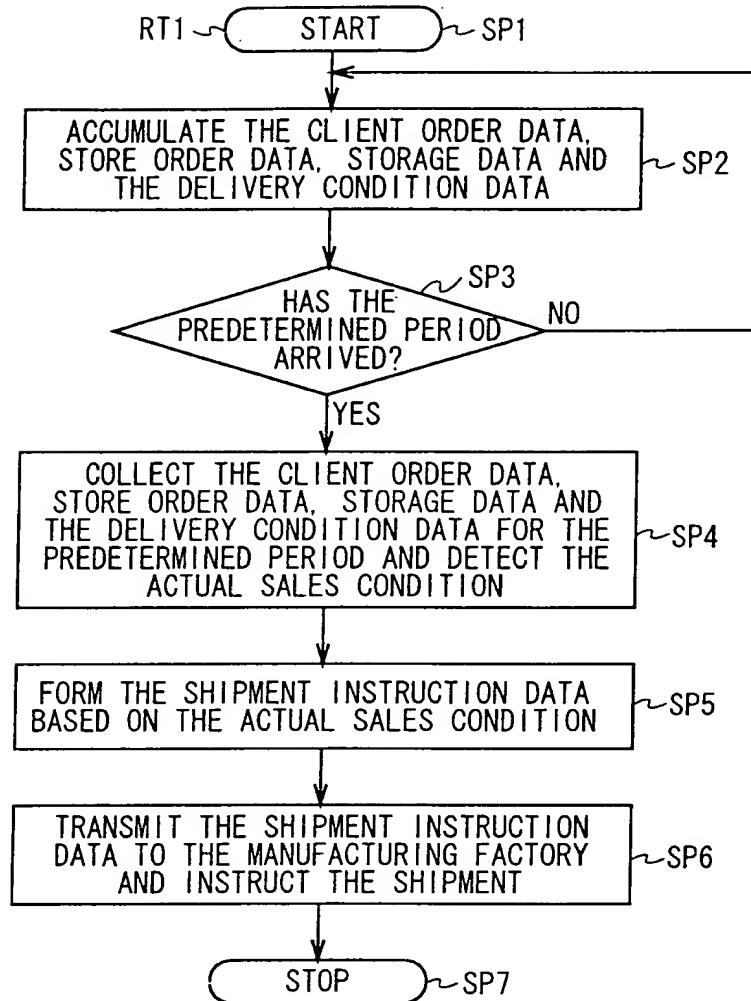 RT1 START SP1
ACCUMULATE THE CLIENT ORDER DATA,
STORE ORDER DATA, STORAGE DATA AND
THE DELIVERY CONDITION DATA
SP2
SP3
HAS THE
PREDETERMINED PERIOD
ARRIVED?
NO
YES
COLLECT THE CLIENT ORDER DATA,
STORE ORDER DATA, STORAGE DATA AND
THE DELIVERY CONDITION DATA FOR THE
PREDETERMINED PERIOD AND DETECT THE
ACTUAL SALES CONDITION
SP4
FORM THE SHIPMENT INSTRUCTION DATA
BASED ON THE ACTUAL SALES CONDITION
SP5
TRANSMIT THE SHIPMENT INSTRUCTION
DATA TO THE MANUFACTURING FACTORY
AND INSTRUCT THE SHIPMENT
SP6
STOP SP7